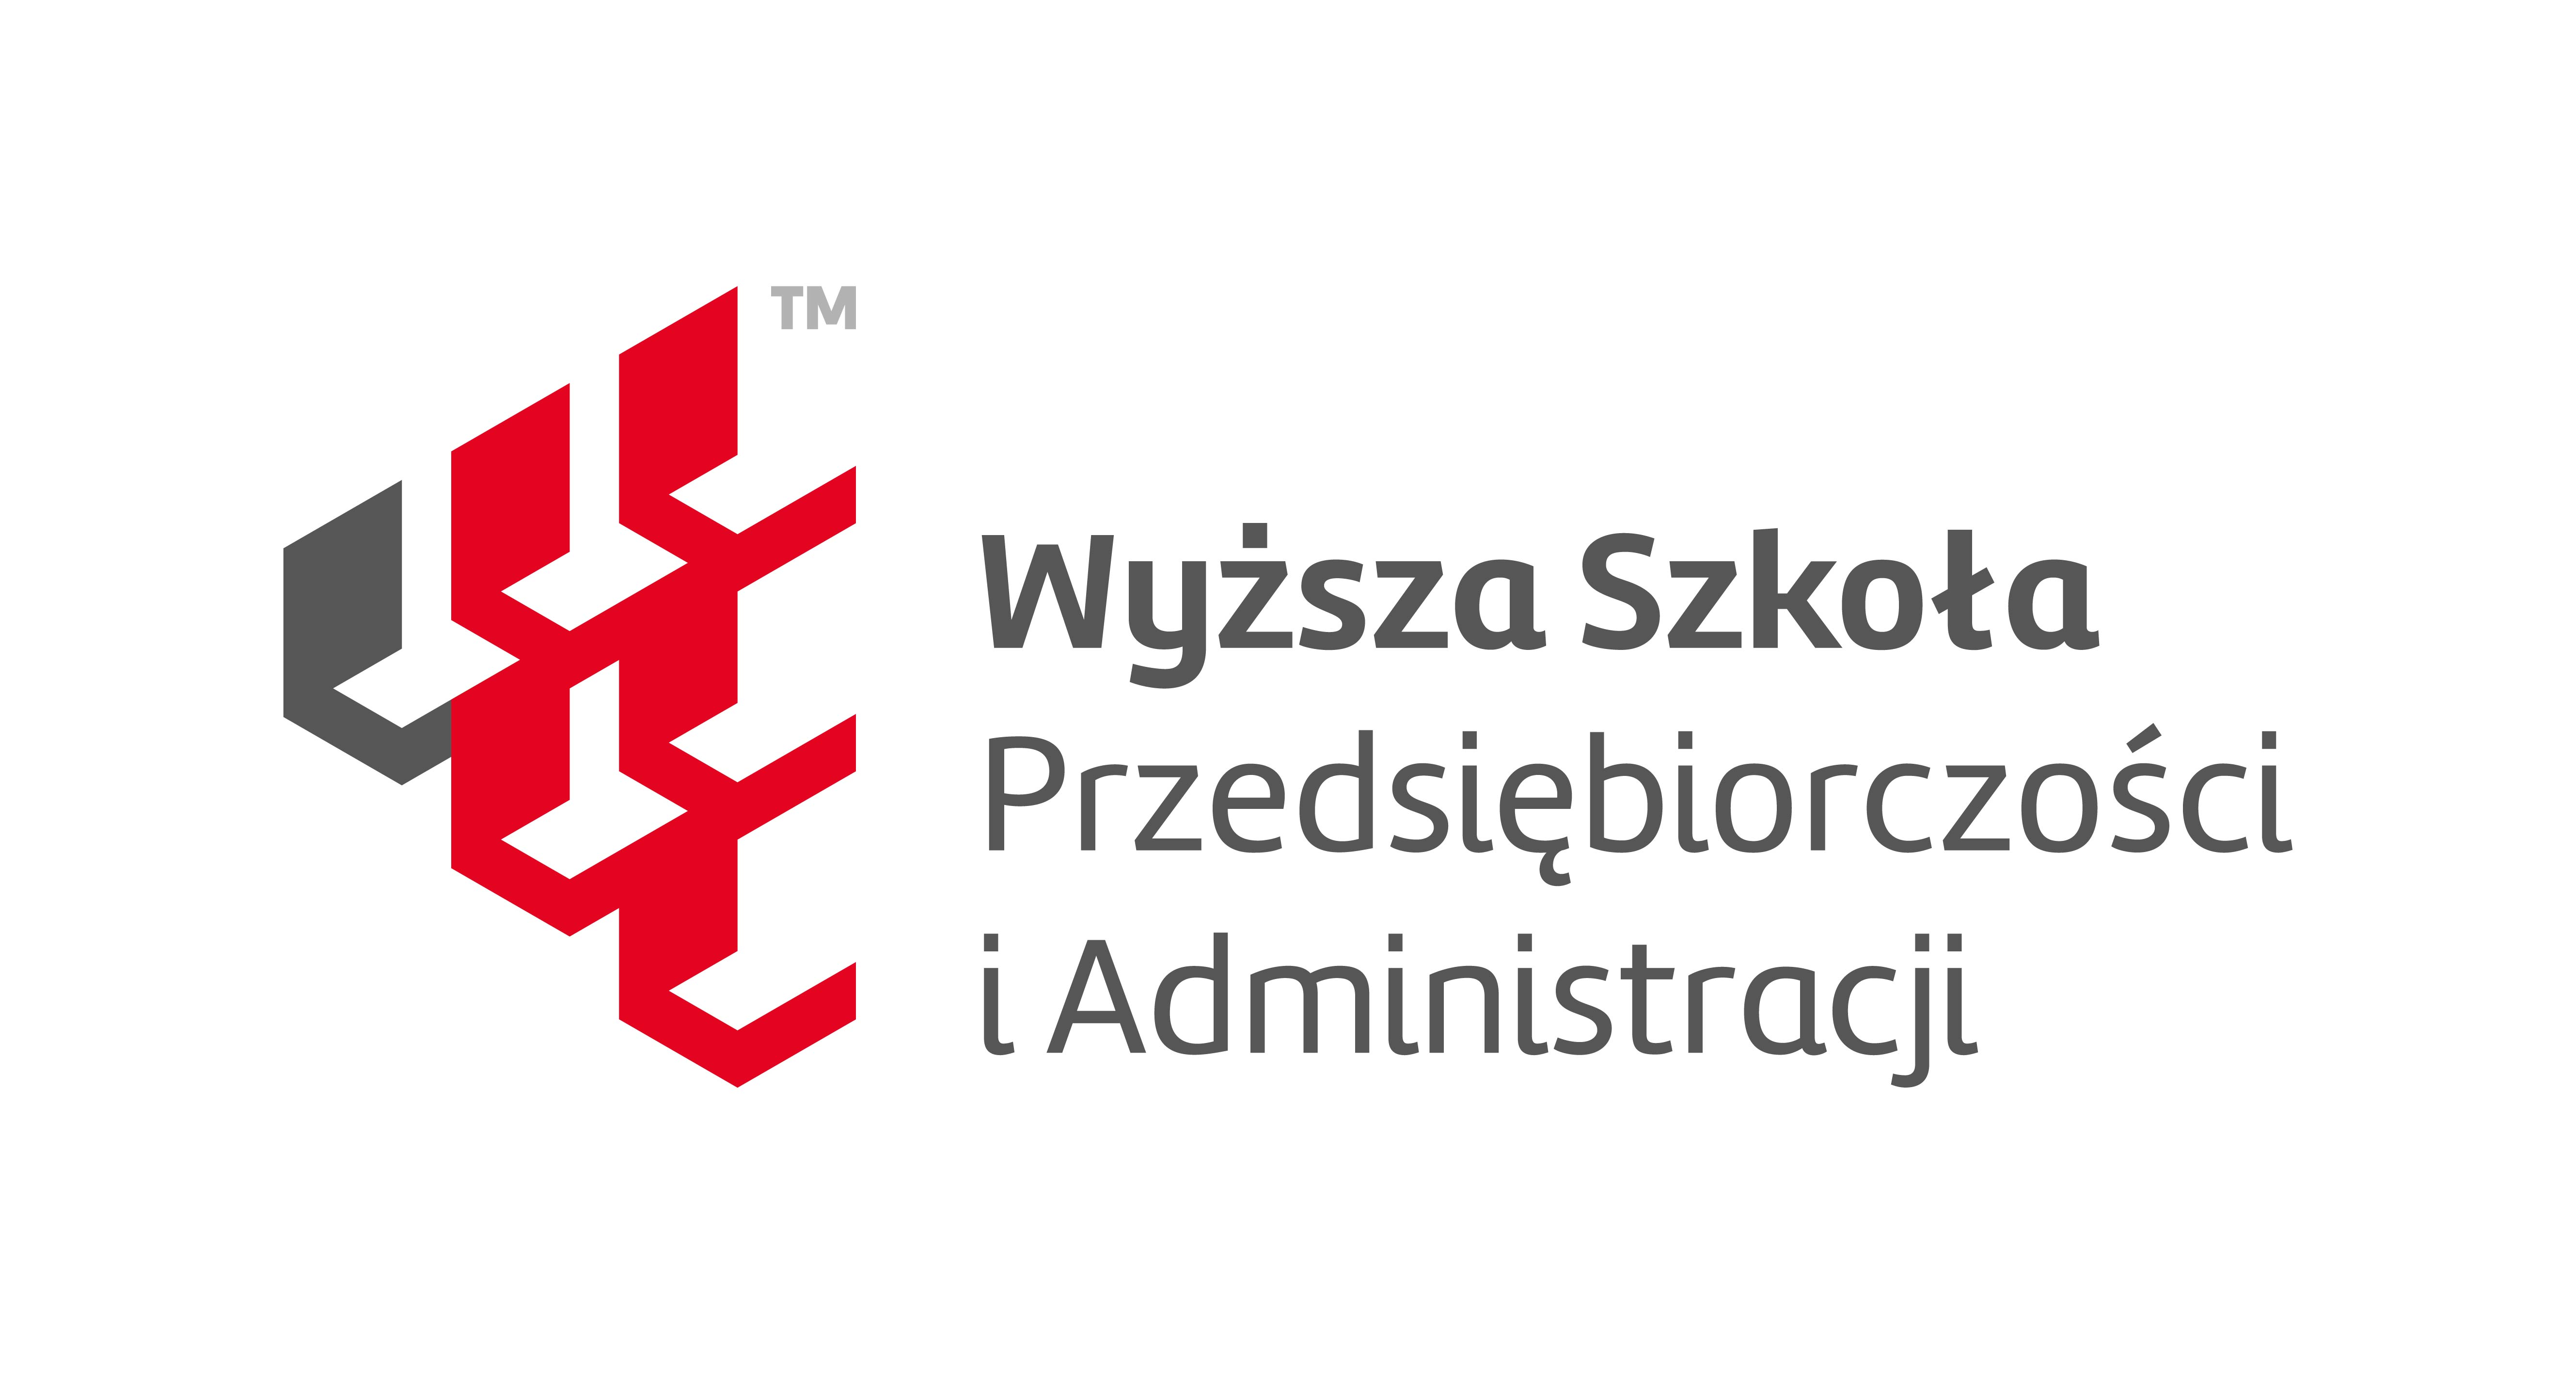 TM
Wyższa Szkoła
Przedsiębiorczości
i Administracji